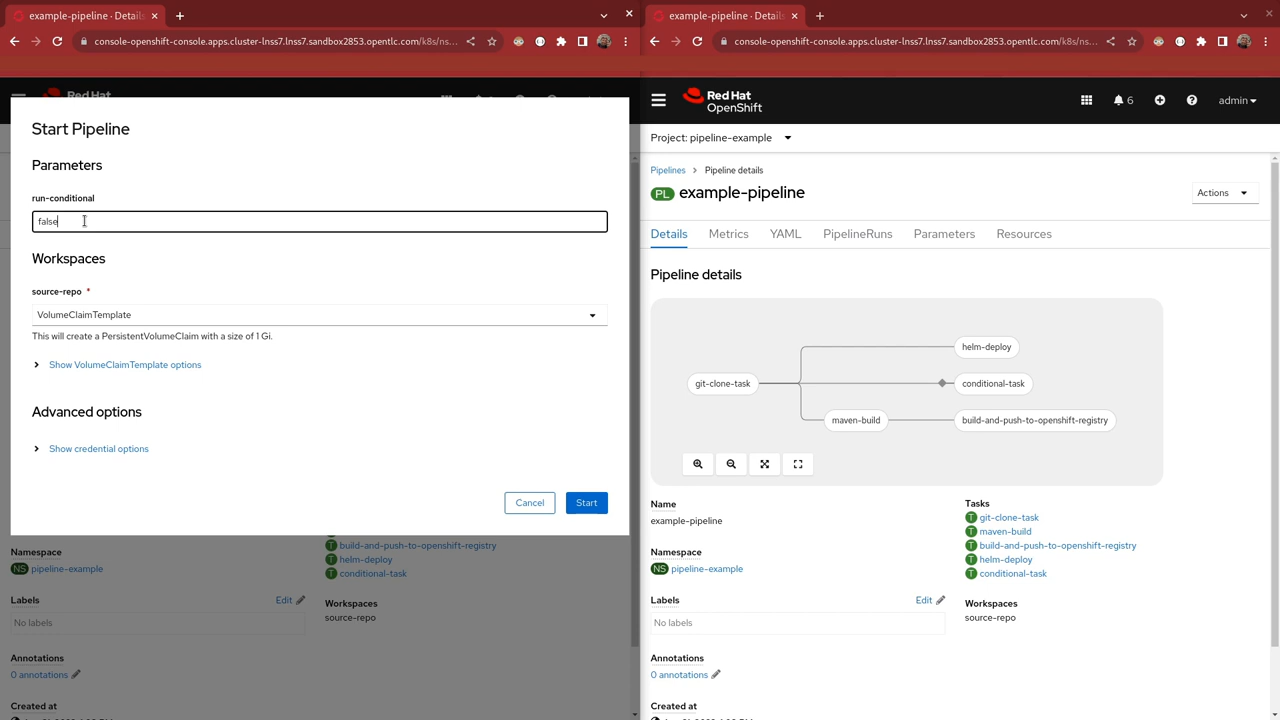 example-pipeline · Details
console-openshift-console.apps.cluster-lnss7.lnss7.sandbox2853.opentlc.com/k8s/ns...
Red Hat
Start Pipeline
Parameters
run-conditional
false
Workspaces
source-repo *
VolumeClaimTemplate
This will create a PersistentVolumeClaim with a size of 1 Gi.
Show VolumeClaimTemplate options
Advanced options
Show credential options
Cancel
Start
build-and-push-to-openshift-registry
Namespace
T helm-deploy
NS pipeline-example
T conditional-task
Labels
Edit
Workspaces
source-repo
No labels
Annotations
0 annotations
Created at
example-pipeline · Details
console-openshift-console.apps.cluster-lnss7.lnss7.sandbox2853.opentlc.com/k8s/ns...
Red Hat
OpenShift
6
admin
Project: pipeline-example
Pipelines > Pipeline details
PL example-pipeline
Actions
Details Metrics YAML PipelineRuns Parameters Resources
Pipeline details
helm-deploy
git-clone-task
conditional-task
maven-build
build-and-push-to-openshift-registry
Name
example-pipeline
Namespace
NS pipeline-example
Labels
Edit
No labels
Annotations
0 annotations
Created at
Tasks
T git-clone-task
T maven-build
T build-and-push-to-openshift-registry
T helm-deploy
T conditional-task
Workspaces
source-repo